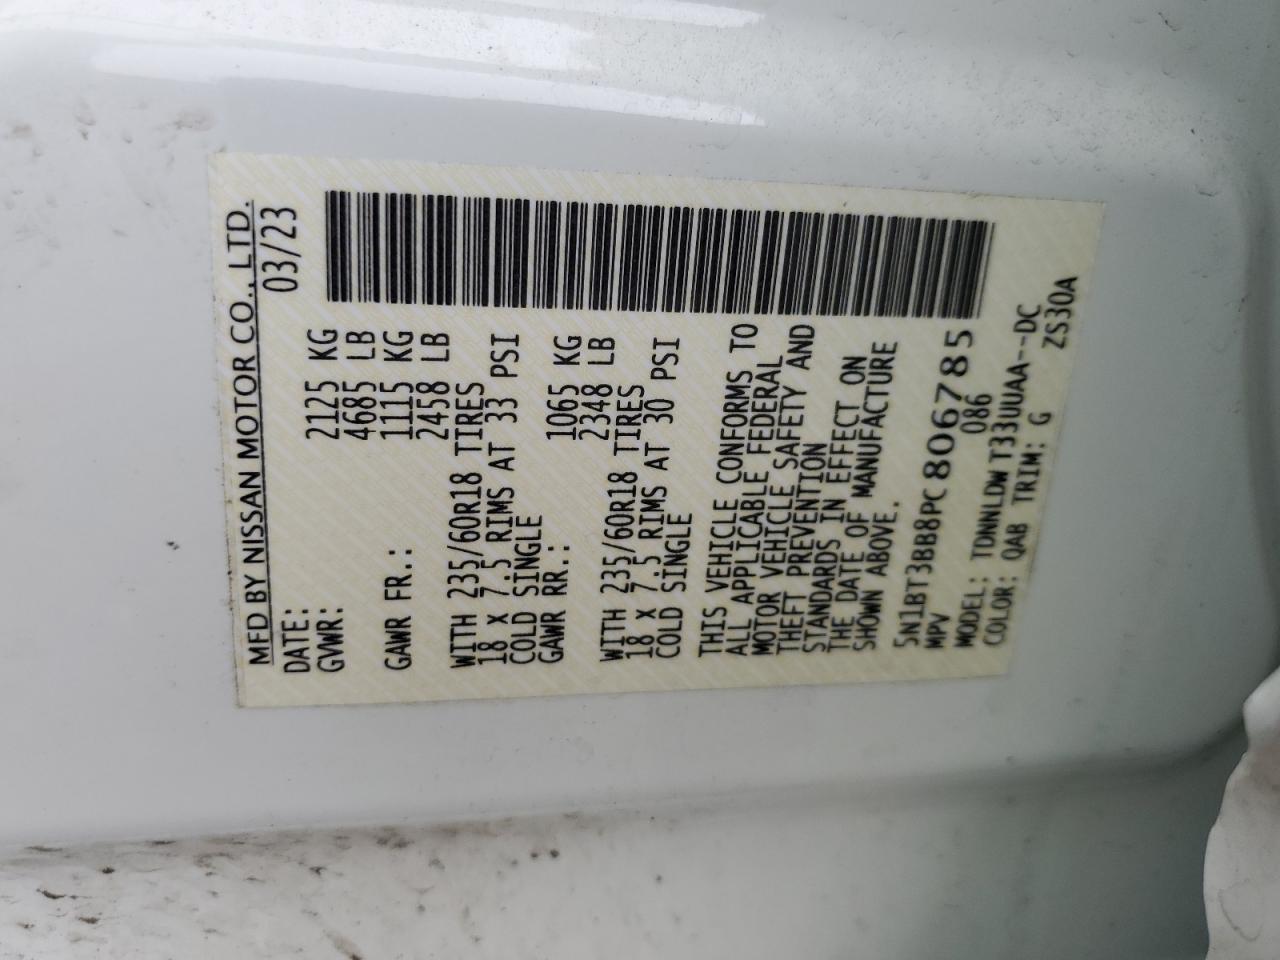 MFD BY NISSAN MOTOR CO., LTD.
DATE: 03/23
GVWR: 2125 KG
4685 LB
GAWR FR.: 1115 KG
2458 LB
WITH 235/60R18 TIRES
18 X 7.5 RIMS AT 33 PSI
COLD SINGLE
GAWR RR.: 1065 KG
2348 LB
WITH 235/60R18 TIRES
18 X 7.5 RIMS AT 30 PSI
COLD SINGLE
THIS VEHICLE CONFORMS TO
ALL APPLICABLE FEDERAL
MOTOR VEHICLE SAFETY AND
THEFT PREVENTION
STANDARDS IN EFFECT ON
THE DATE OF MANUFACTURE
SHOWN ABOVE.
5N1BT3BB8PC806785
MPV 086
MODEL: TDNNLDWT33UUAA--DC
COLOR: QAB TRIM: G ZS30A